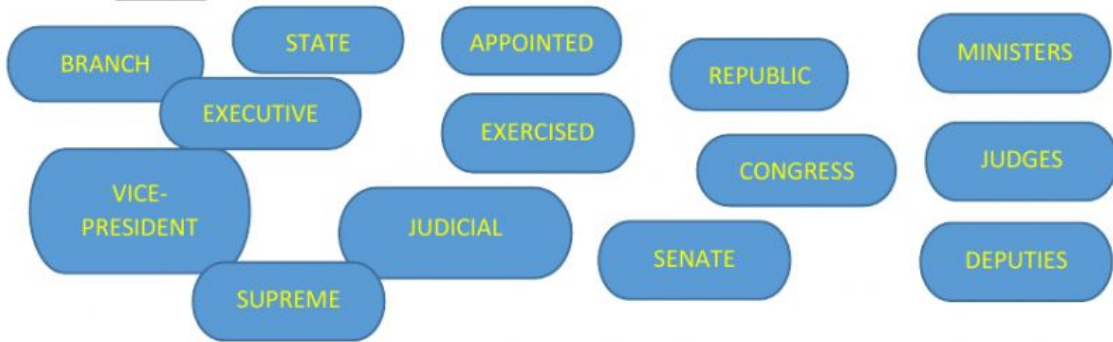 STATE
APPOINTED
MINISTERS
BRANCH
REPUBLIC
EXECUTIVE
EXERCISED
CONGRESS
JUDGES
VICE-
PRESIDENT
JUDICIAL
SENATE
DEPUTIES
SUPREME